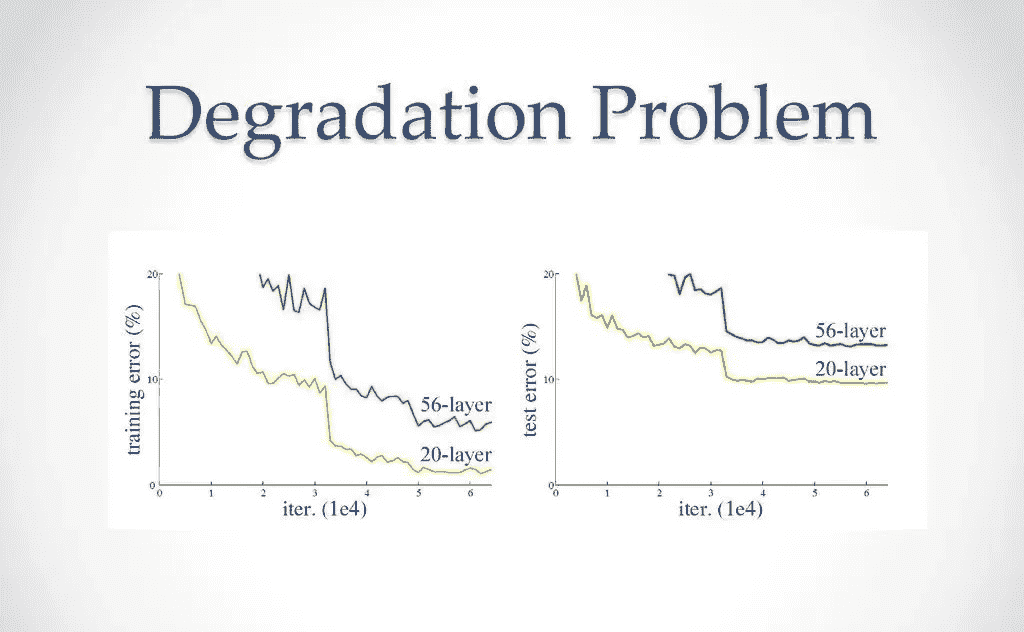 Degradation Problem
training error (%)
20
10
0
0 1 2 3 4 5 6
iter. (1e4)
56-layer
20-layer
test error (%)
20
10
0
0 1 2 3 4 5 6
iter. (1e4)
56-layer
20-layer